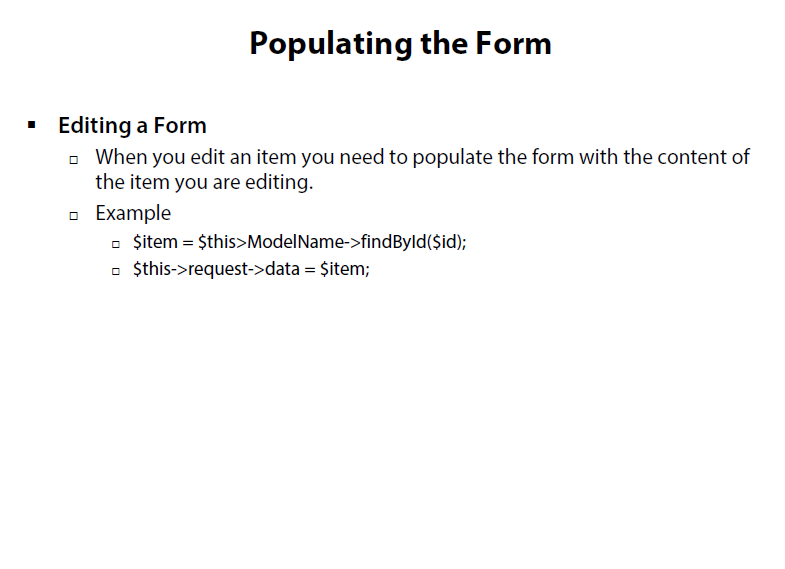 Populating the Form
Editing a Form
When you edit an item you need to populate the form with the content of
the item you are editing.
Example
$item = $this>ModelName->findById($id);
$this->request->data = $item;